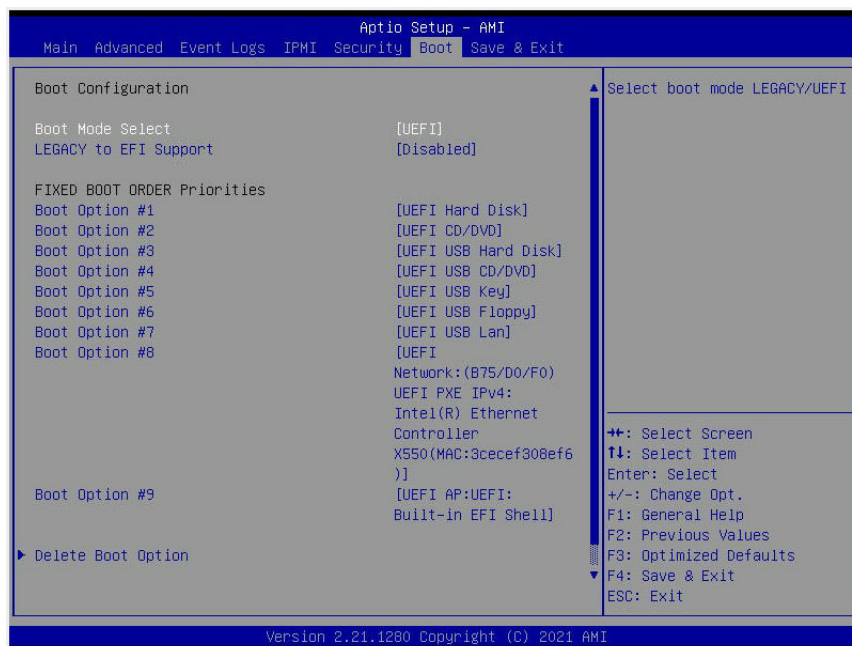 Aptio Setup – AMI
Main Advanced Event Logs IPMI Security Boot Save & Exit
Boot Configuration
Boot Mode Select [UEFI]
LEGACY to EFI Support [Disabled]
FIXED BOOT ORDER Priorities
Boot Option #1 [UEFI Hard Disk]
Boot Option #2 [UEFI CD/DVD]
Boot Option #3 [UEFI USB Hard Disk]
Boot Option #4 [UEFI USB CD/DVD]
Boot Option #5 [UEFI USB Key]
Boot Option #6 [UEFI USB Floppy]
Boot Option #7 [UEFI USB Lan]
Boot Option #8 [UEFI
Network:(B75/D0/F0)
UEFI PXE IPv4:
Intel(R) Ethernet
Controller
X550(MAC:3cecef308ef6
)]
Boot Option #9 [UEFI AP:UEFI:
Built-in EFI Shell]
Delete Boot Option
Select boot mode LEGACY/UEFI
→←: Select Screen
↑↓: Select Item
Enter: Select
+/-: Change Opt.
F1: General Help
F2: Previous Values
F3: Optimized Defaults
F4: Save & Exit
ESC: Exit
Version 2.21.1280 Copyright (C) 2021 AMI